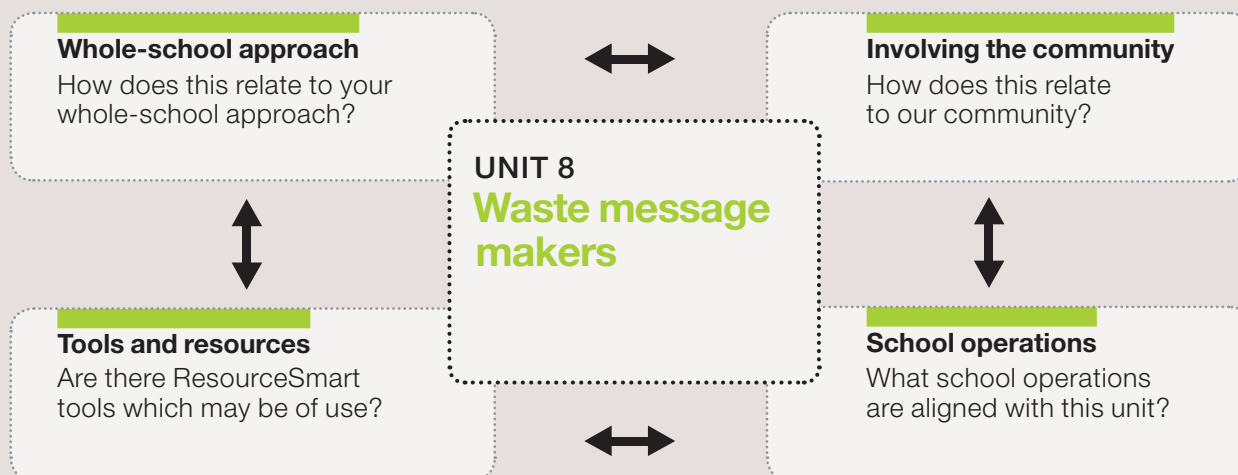 Whole-school approach
How does this relate to your
whole-school approach?
Involving the community
How does this relate
to our community?
UNIT 8
Waste message
makers
Tools and resources
Are there ResourceSmart
tools which may be of use?
School operations
What school operations
are aligned with this unit?